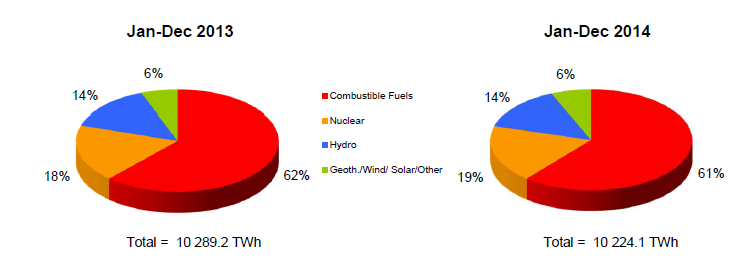 Jan-Dec 2013
Jan-Dec 2014
6%
14%
18%
62%
Combustible Fuels
Nuclear
Hydro
Geoth./Wind/ Solar/Other
6%
14%
19%
61%
Total = 10 289.2 TWh
Total = 10 224.1 TWh